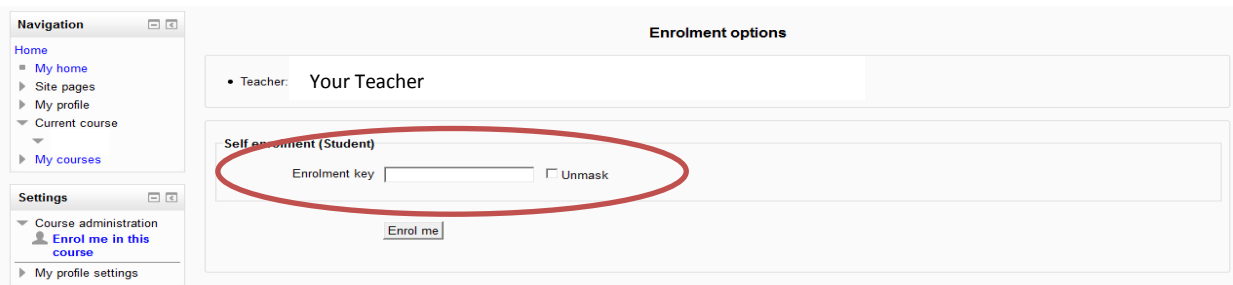 Navigation
Home
My home
Site pages
My profile
Current course
My courses
Settings
Course administration
Enrol me in this
course
My profile settings
Enrolment options
• Teacher: Your Teacher
Self enrolment (Student)
Enrolment key Unmask
Enrol me